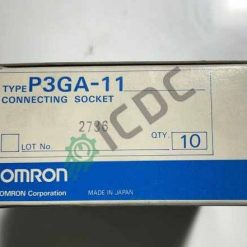 TYPE P3GA-11
CONNECTING SOCKET
ICDC
2736
LOT No.
QTY. 10
OMRON
OMRON Corporation
MADE IN JAPAN